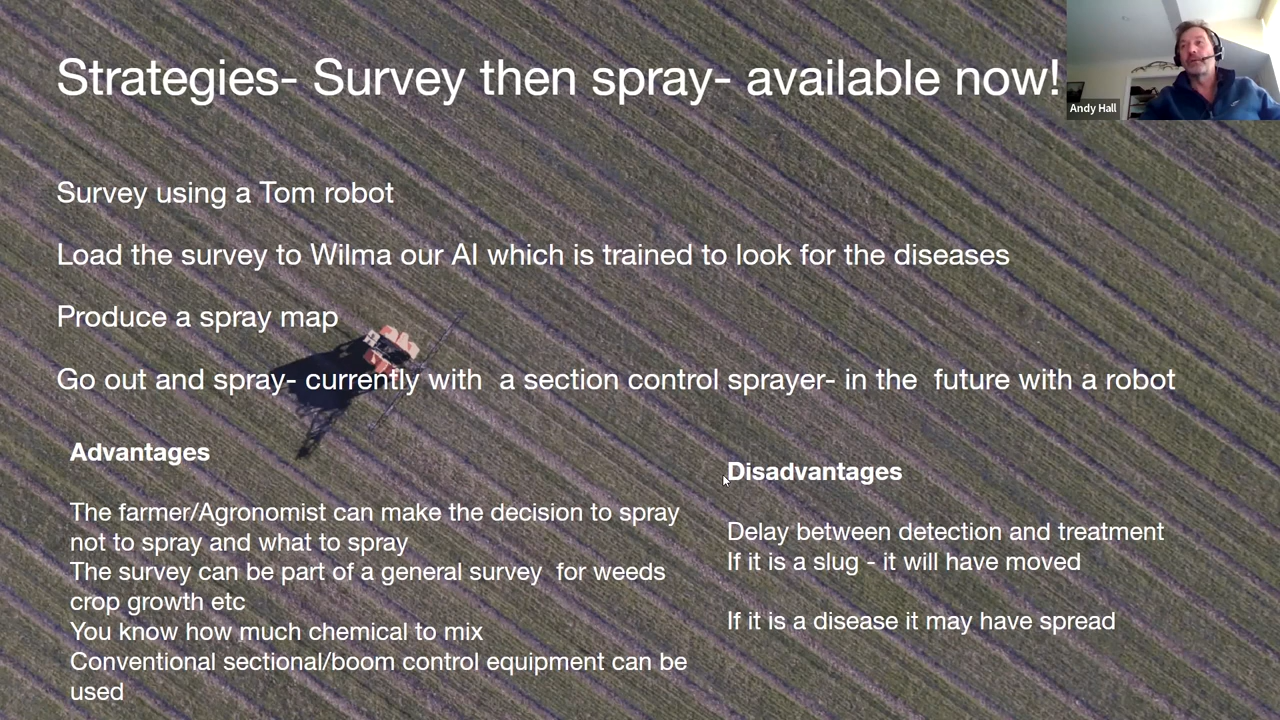 Strategies- Survey then spray- available now!
Andy Hall
Survey using a Tom robot
Load the survey to Wilma our AI which is trained to look for the diseases
Produce a spray map
Go out and spray- currently with  a section control sprayer- in the  future with a robot
Advantages
The farmer/Agronomist can make the decision to spray
not to spray and what to spray
The survey can be part of a general survey  for weeds
crop growth etc
You know how much chemical to mix
Conventional sectional/boom control equipment can be
used
Disadvantages
Delay between detection and treatment
If it is a slug - it will have moved
If it is a disease it may have spread